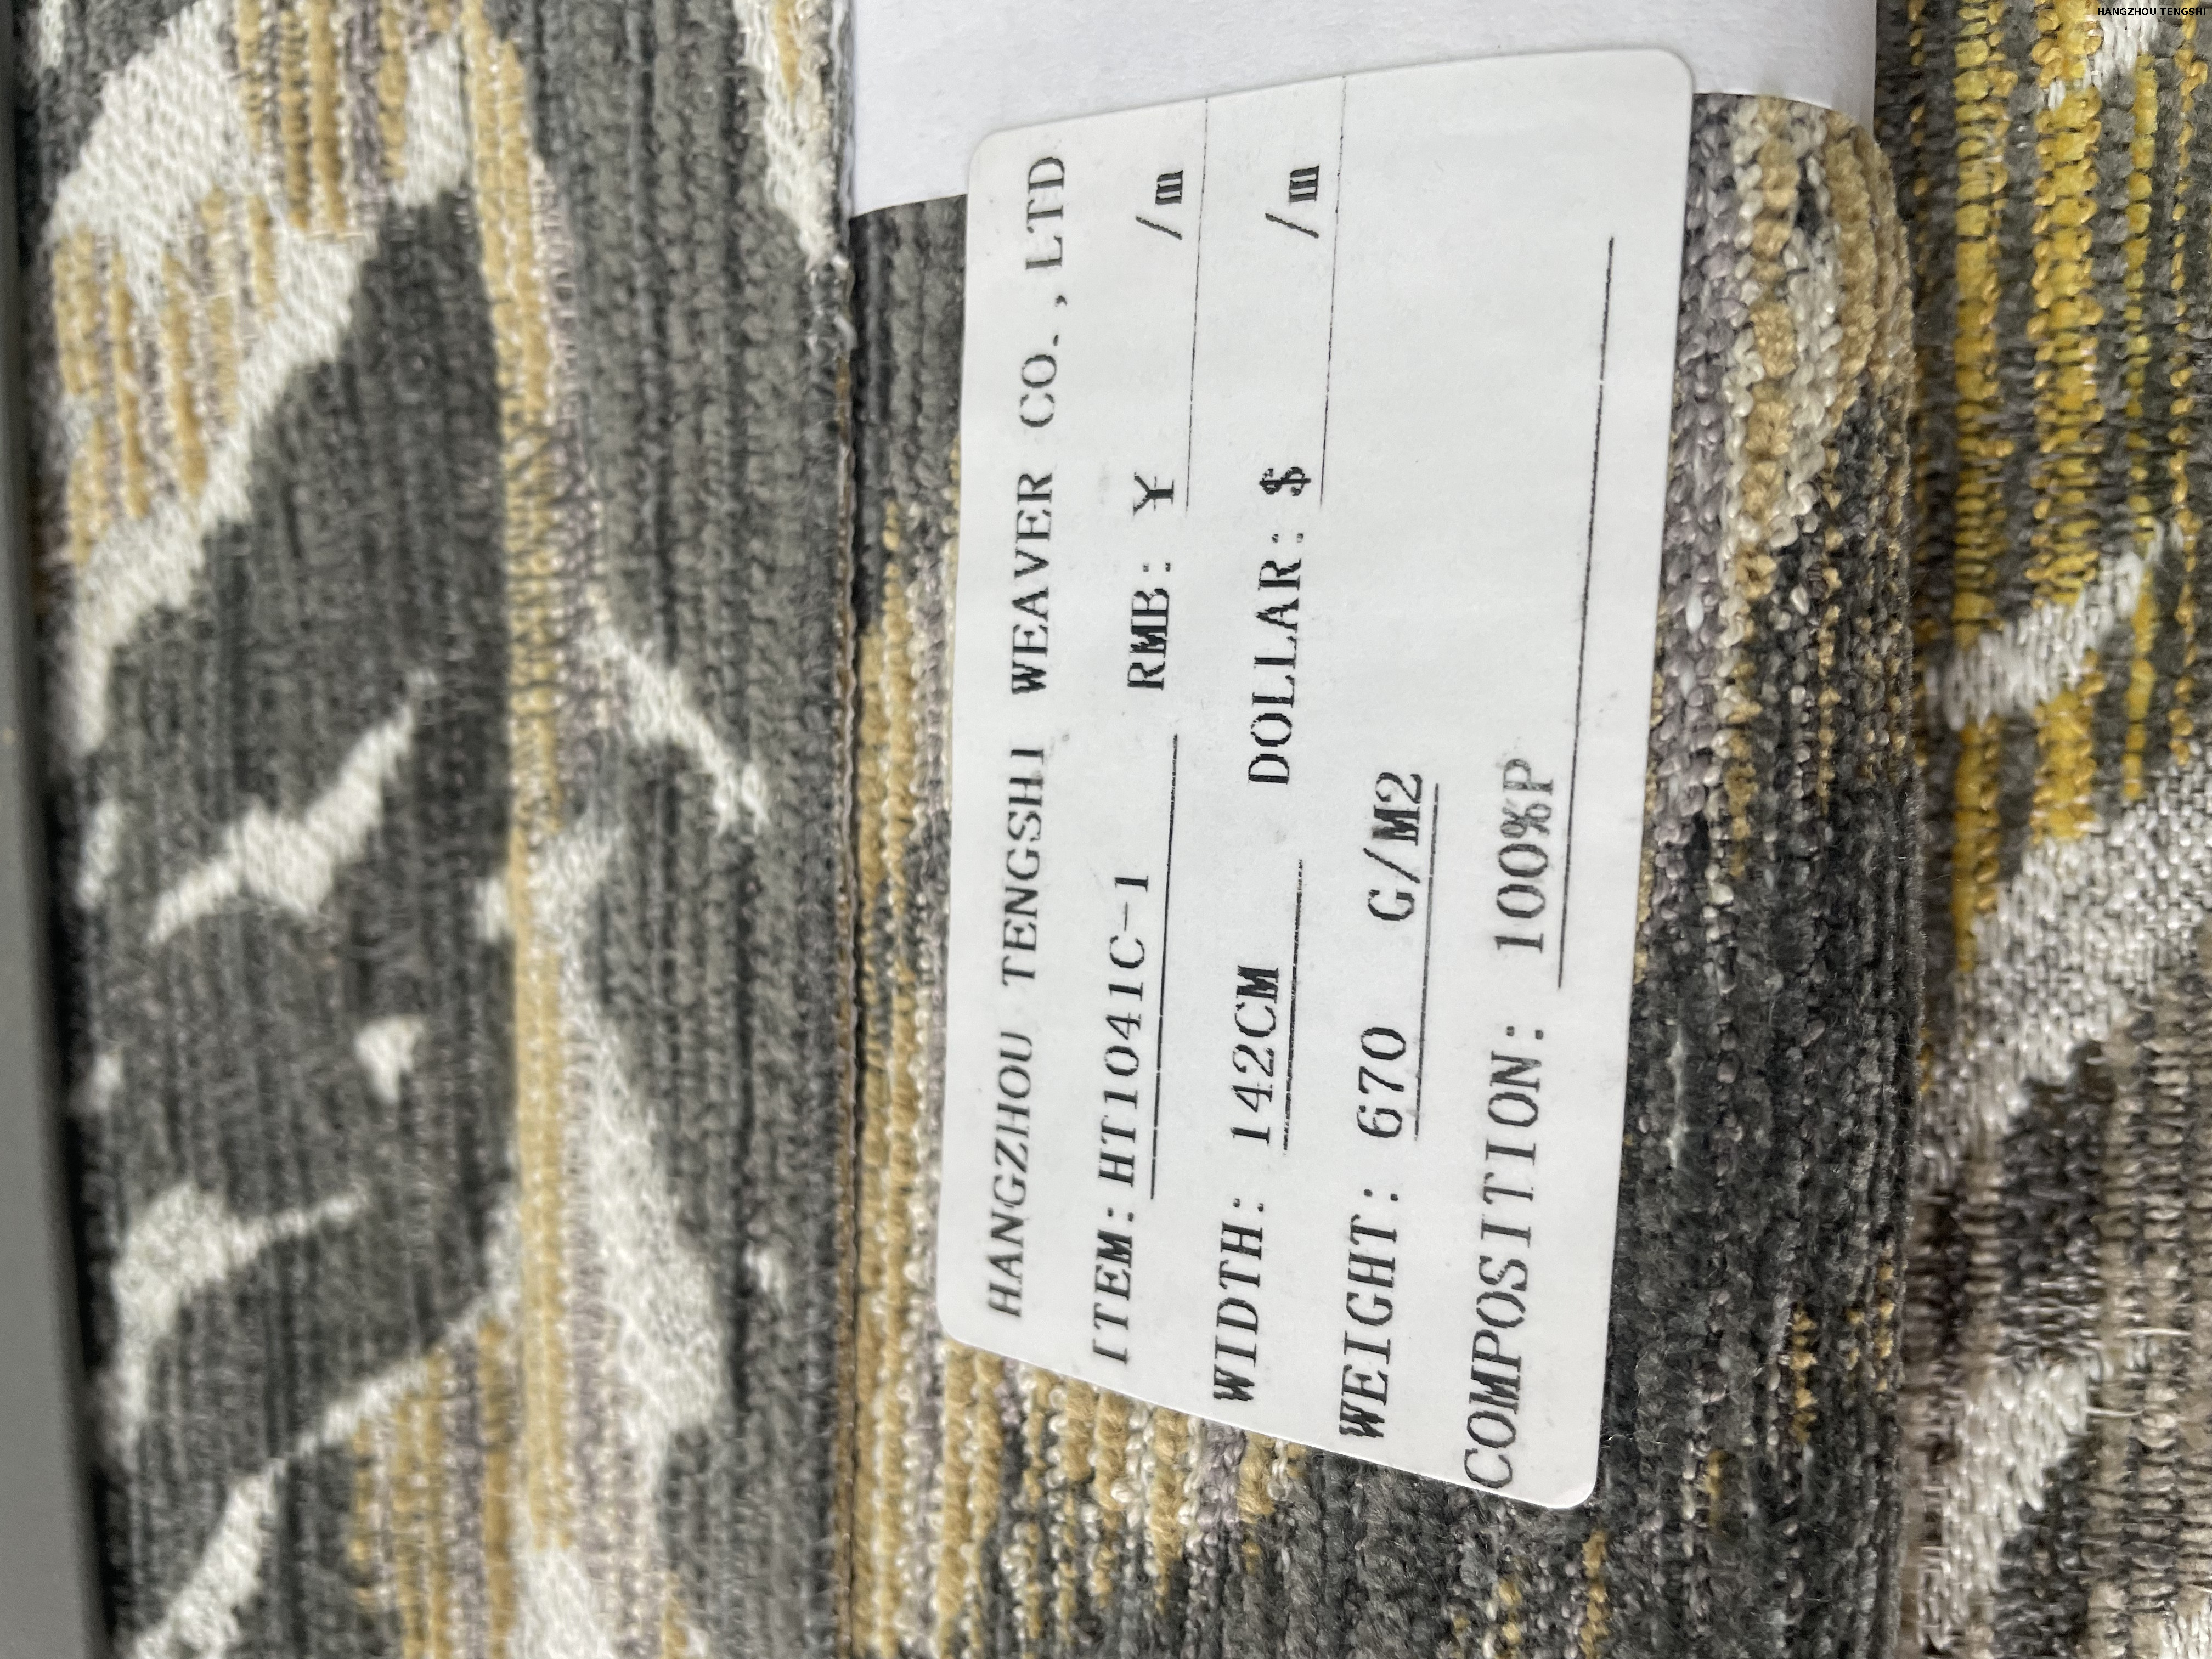 HANGZHOU TENGSHI
HANGZHOU TENGSHI WEAVER CO.,LTD
ITEM: HT1041C-1 RMB: ¥ /m
WIDTH: 142CM DOLLAR: $ /m
WEIGHT: 670 G/M2
COMPOSITION: 100%P